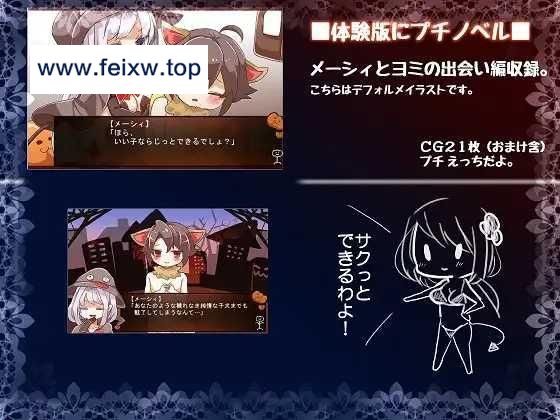 ■体験版にプチノベル■
www.feixw.top
メーシィとヨミの出会い編収録。
こちらはデフォルメイラストです。
【メーシィ】
「ほら、
いい子ならじっとできるでしょ？」
ＣＧ２１枚（おまけ含）
プチえっちだよ。
サクっと
できるわよ！
【メーシィ】
「あなたのような穢れなき純情な子犬までも
魅了してしまうなんて…」